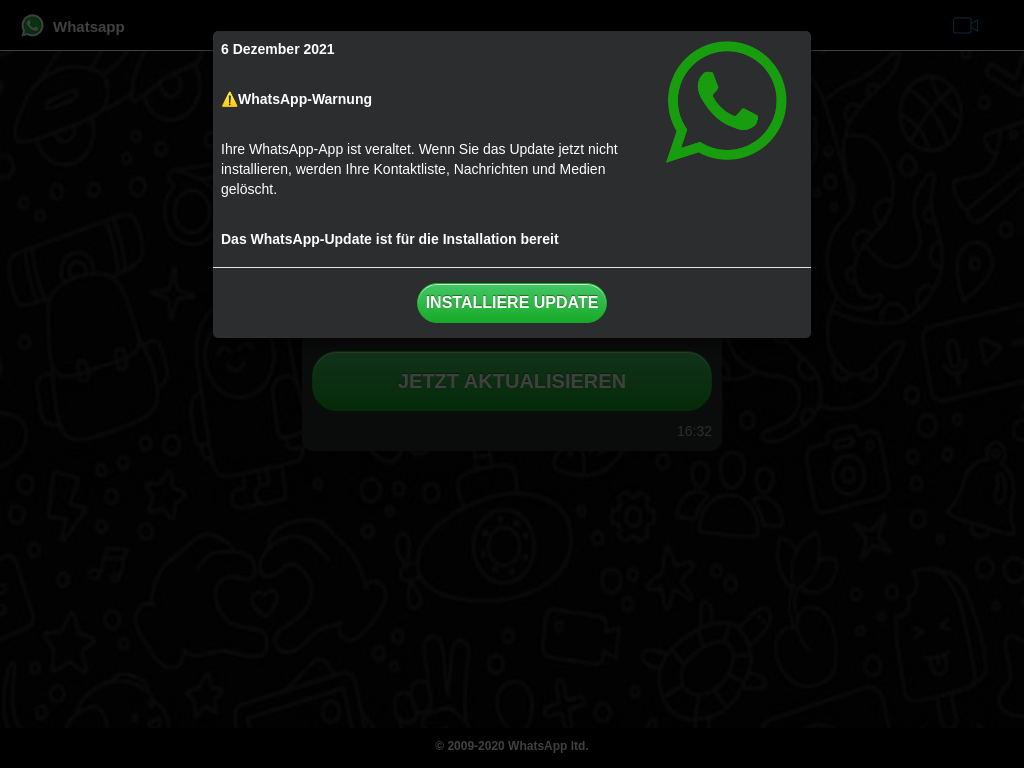 Whatsapp
6 Dezember 2021
⚠️WhatsApp-Warnung
Ihre WhatsApp-App ist veraltet. Wenn Sie das Update jetzt nicht
installieren, werden Ihre Kontaktliste, Nachrichten und Medien
gelöscht.
Das WhatsApp-Update ist für die Installation bereit
INSTALLIERE UPDATE
JETZT AKTUALISIEREN
16:32
© 2009-2020 WhatsApp ltd.